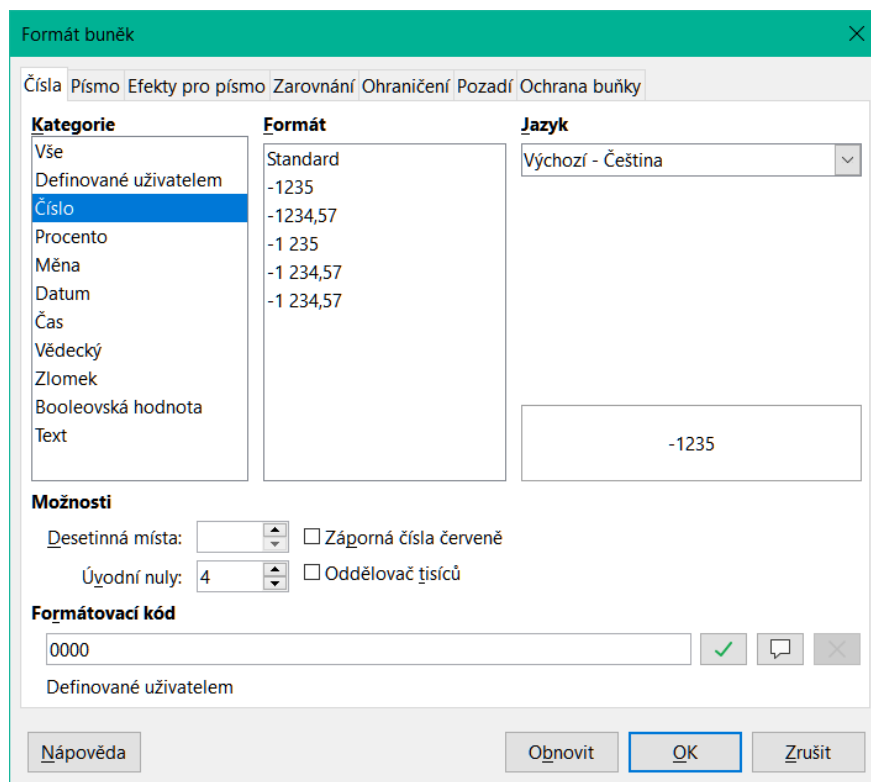 Formát buněk
Čísla Písmo Efekty pro písmo Zarovnání Ohraničení Pozadí Ochrana buňky
Kategorie
Vše
Definované uživatelem
Číslo
Procento
Měna
Datum
Čas
Vědecký
Zlomek
Booleovská hodnota
Text
Formát
Standard
-1235
-1234,57
-1 235
-1 234,57
-1 234,57
Jazyk
Výchozí - Čeština
-1235
Možnosti
Desetinná místa:
Záporná čísla červeně
Úvodní nuly: 4
Oddělovač tisíců
Formátovací kód
0000
Definované uživatelem
Nápověda Obnovit OK Zrušit